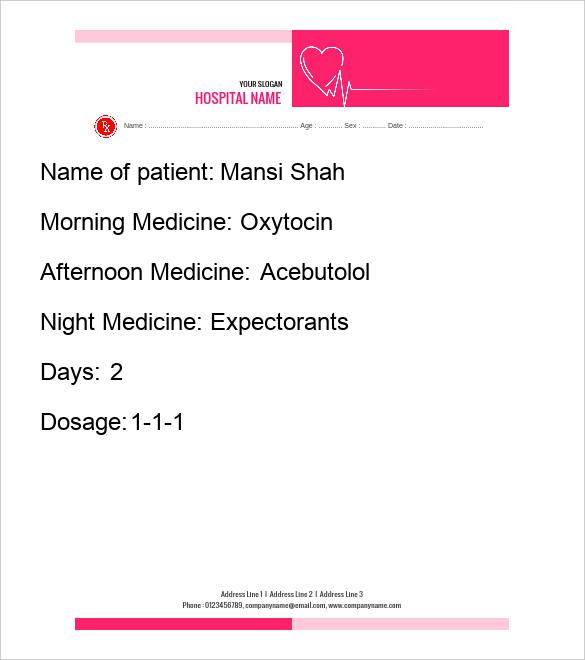 YOUR SLOGAN
HOSPITAL NAME
Rx
Name : ........................................................................... Age : ............ Sex : ............ Date : ......................................
Name of patient: Mansi Shah
Morning Medicine: Oxytocin
Afternoon Medicine: Acebutolol
Night Medicine: Expectorants
Days: 2
Dosage:1-1-1
Address Line 1 I Address Line 2 I Address Line 3
Phone : 0123456789, companyname@email.com, www.companyname.com